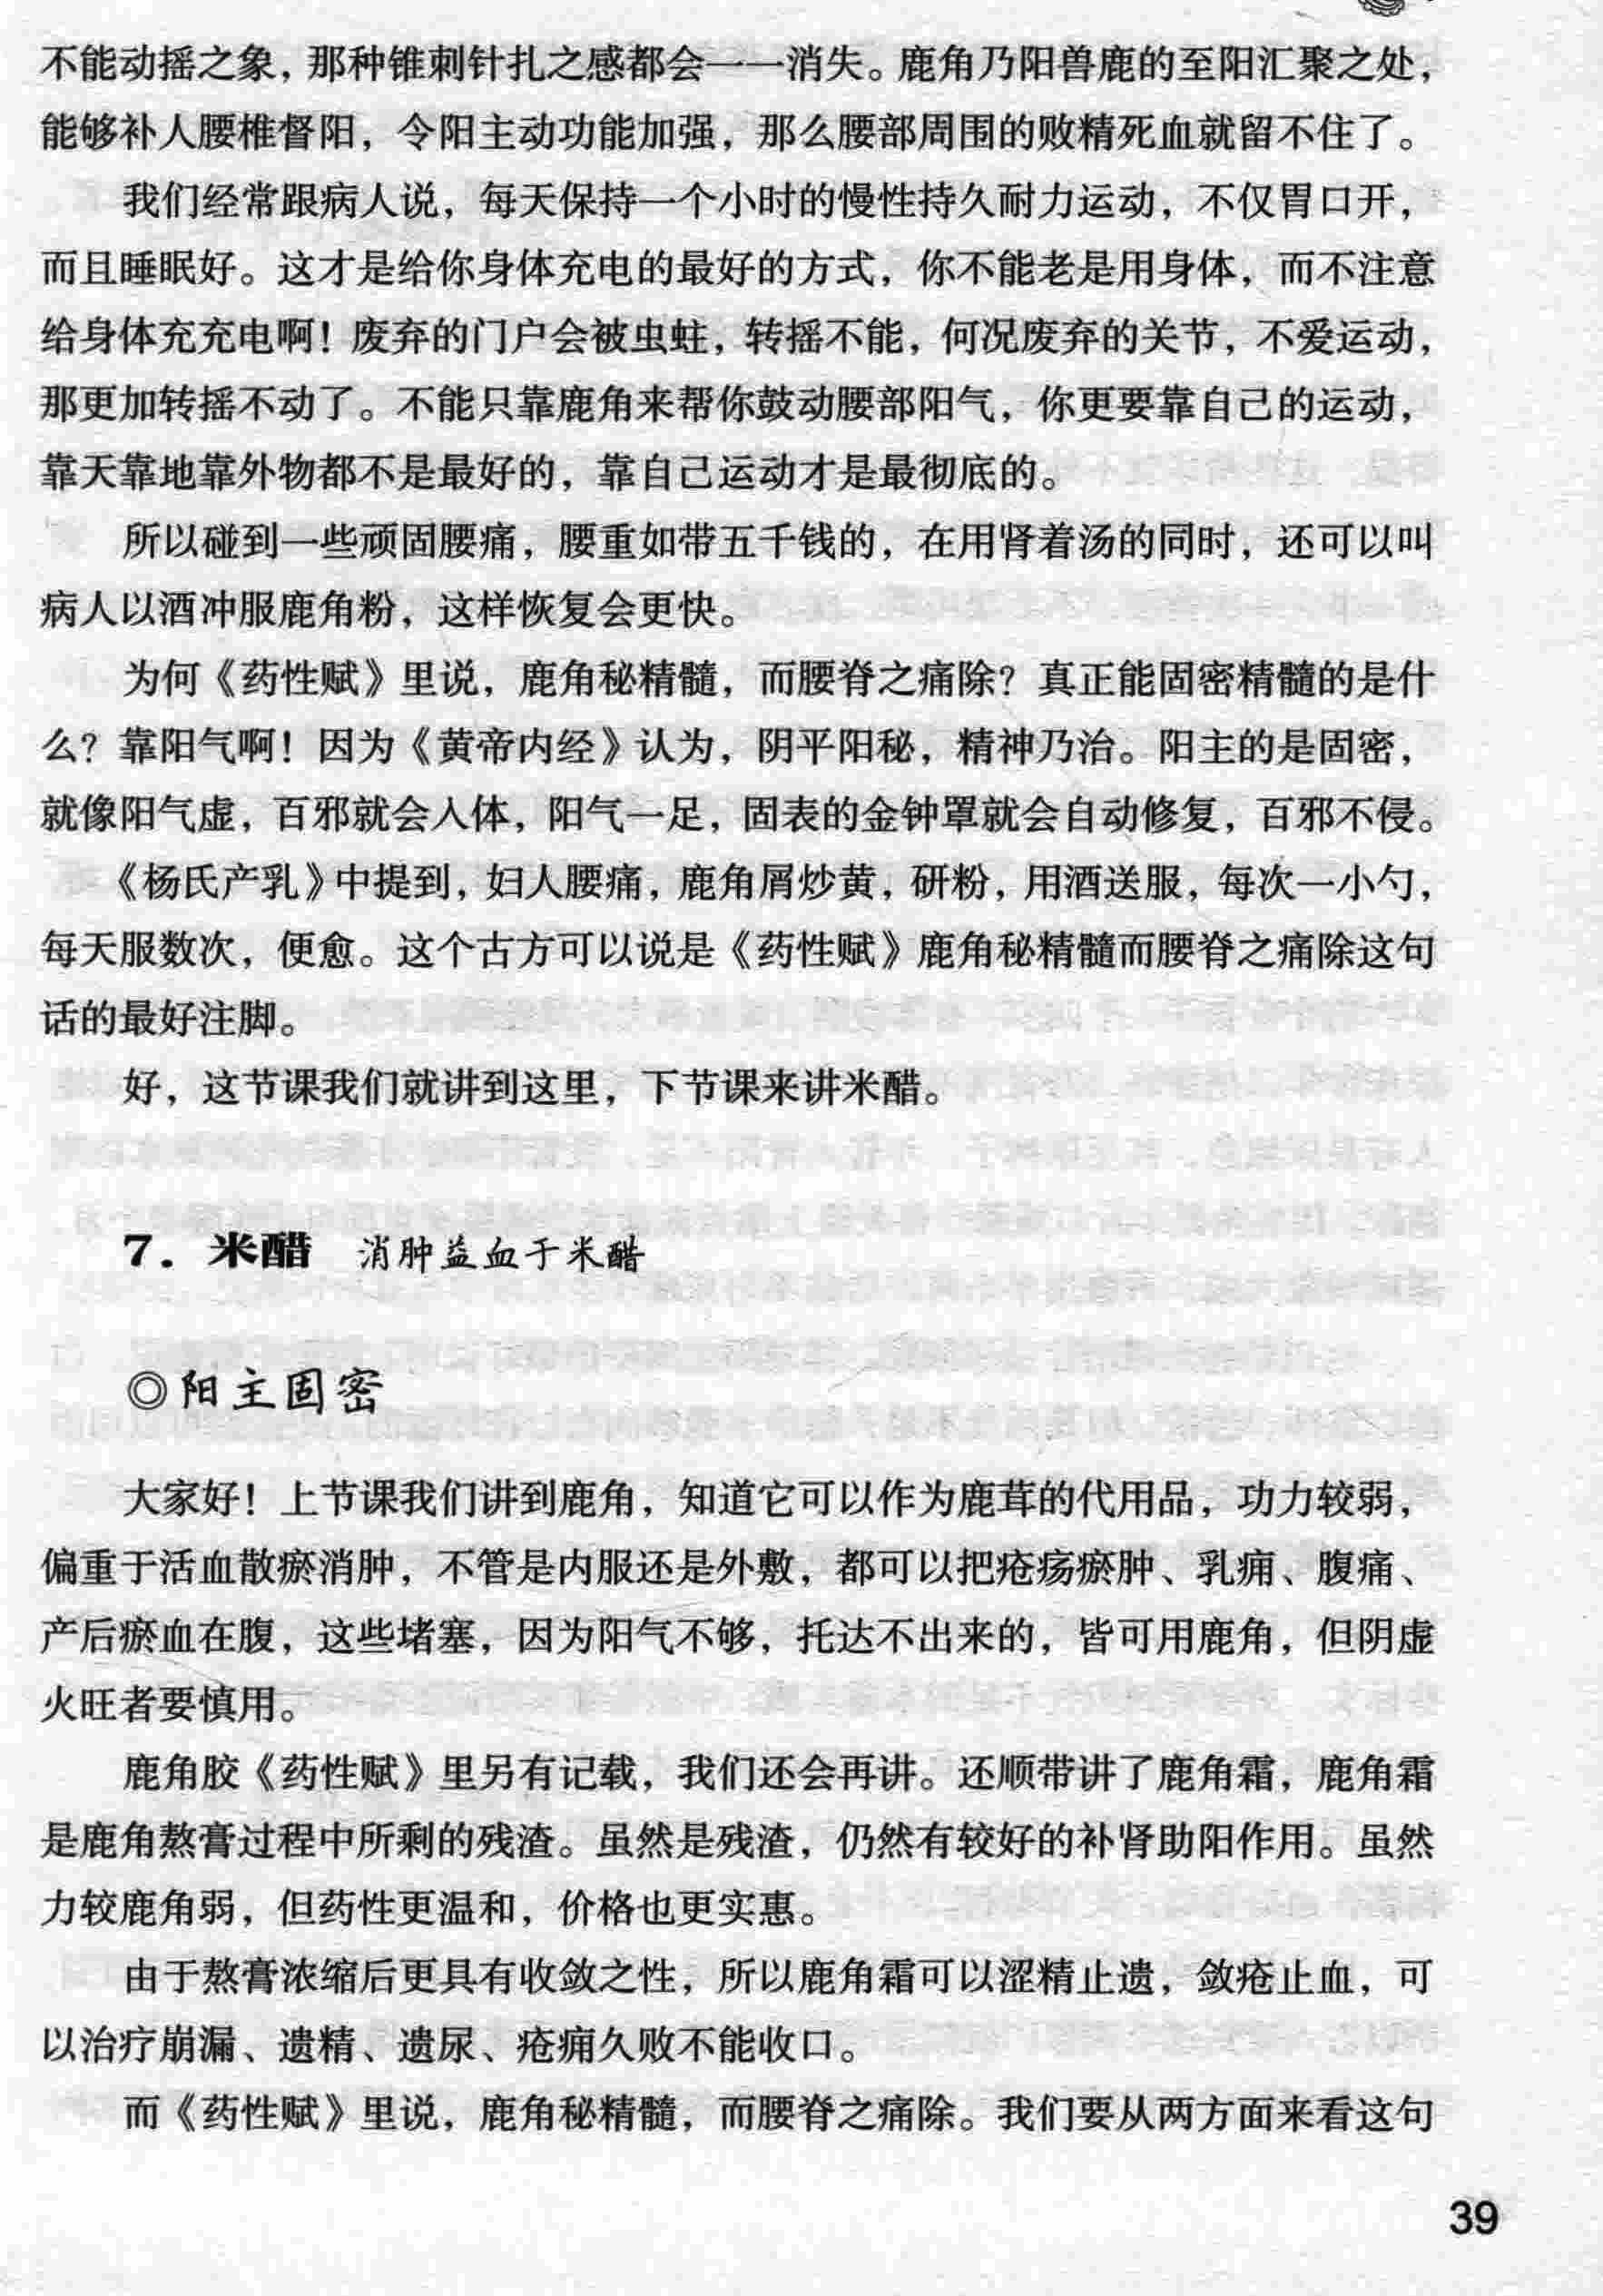 不能动摇之象，那种锥刺针扎之感都会一一消失。鹿角乃阳兽鹿的至阳汇聚之处，
能够补人腰椎督阳，令阳主动功能加强，那么腰部周围的败精死血就留不住了。
我们经常跟病人说，每天保持一个小时的慢性持久耐力运动，不仅胃口开，
而且睡眠好。这才是给你身体充电的最好的方式，你不能老是用身体，而不注意
给身体充充电啊！废弃的门户会被虫蛀，转摇不能，何况废弃的关节，不爱运动，
那更加转摇不动了。不能只靠鹿角来帮你鼓动腰部阳气，你更要靠自己的运动，
靠天靠地靠外物都不是最好的，靠自己运动才是最彻底的。
所以碰到一些顽固腰痛，腰重如带五千钱的，在用肾着汤的同时，还可以叫
病人以酒冲服鹿角粉，这样恢复会更快。
为何《药性赋》里说，鹿角秘精髓，而腰脊之痛除？真正能固密精髓的是什
么？靠阳气啊！因为《黄帝内经》认为，阴平阳秘，精神乃治。阳主的是固密，
就像阳气虚，百邪就会入体，阳气一足，固表的金钟罩就会自动修复，百邪不侵。
《杨氏产乳》中提到，妇人腰痛，鹿角屑炒黄，研粉，用酒送服，每次一小勺，
每天服数次，便愈。这个古方可以说是《药性赋》鹿角秘精髓而腰脊之痛除这句
话的最好注脚。
好，这节课我们就讲到这里，下节课来讲米醋。
7．米醋　消肿益血于米醋
◎阳主固密
大家好！上节课我们讲到鹿角，知道它可以作为鹿茸的代用品，功力较弱，
偏重于活血散瘀消肿，不管是内服还是外敷，都可以把疮疡瘀肿、乳痈、腹痛、
产后瘀血在腹，这些堵塞，因为阳气不够，托达不出来的，皆可用鹿角，但阴虚
火旺者要慎用。
鹿角胶《药性赋》里另有记载，我们还会再讲。还顺带讲了鹿角霜，鹿角霜
是鹿角熬膏过程中所剩的残渣。虽然是残渣，仍然有较好的补肾助阳作用。虽然
力较鹿角弱，但药性更温和，价格也更实惠。
由于熬膏浓缩后更具有收敛之性，所以鹿角霜可以涩精止遗，敛疮止血，可
以治疗崩漏、遗精、遗尿、疮痈久败不能收口。
而《药性赋》里说，鹿角秘精髓，而腰脊之痛除。我们要从两方面来看这句
39